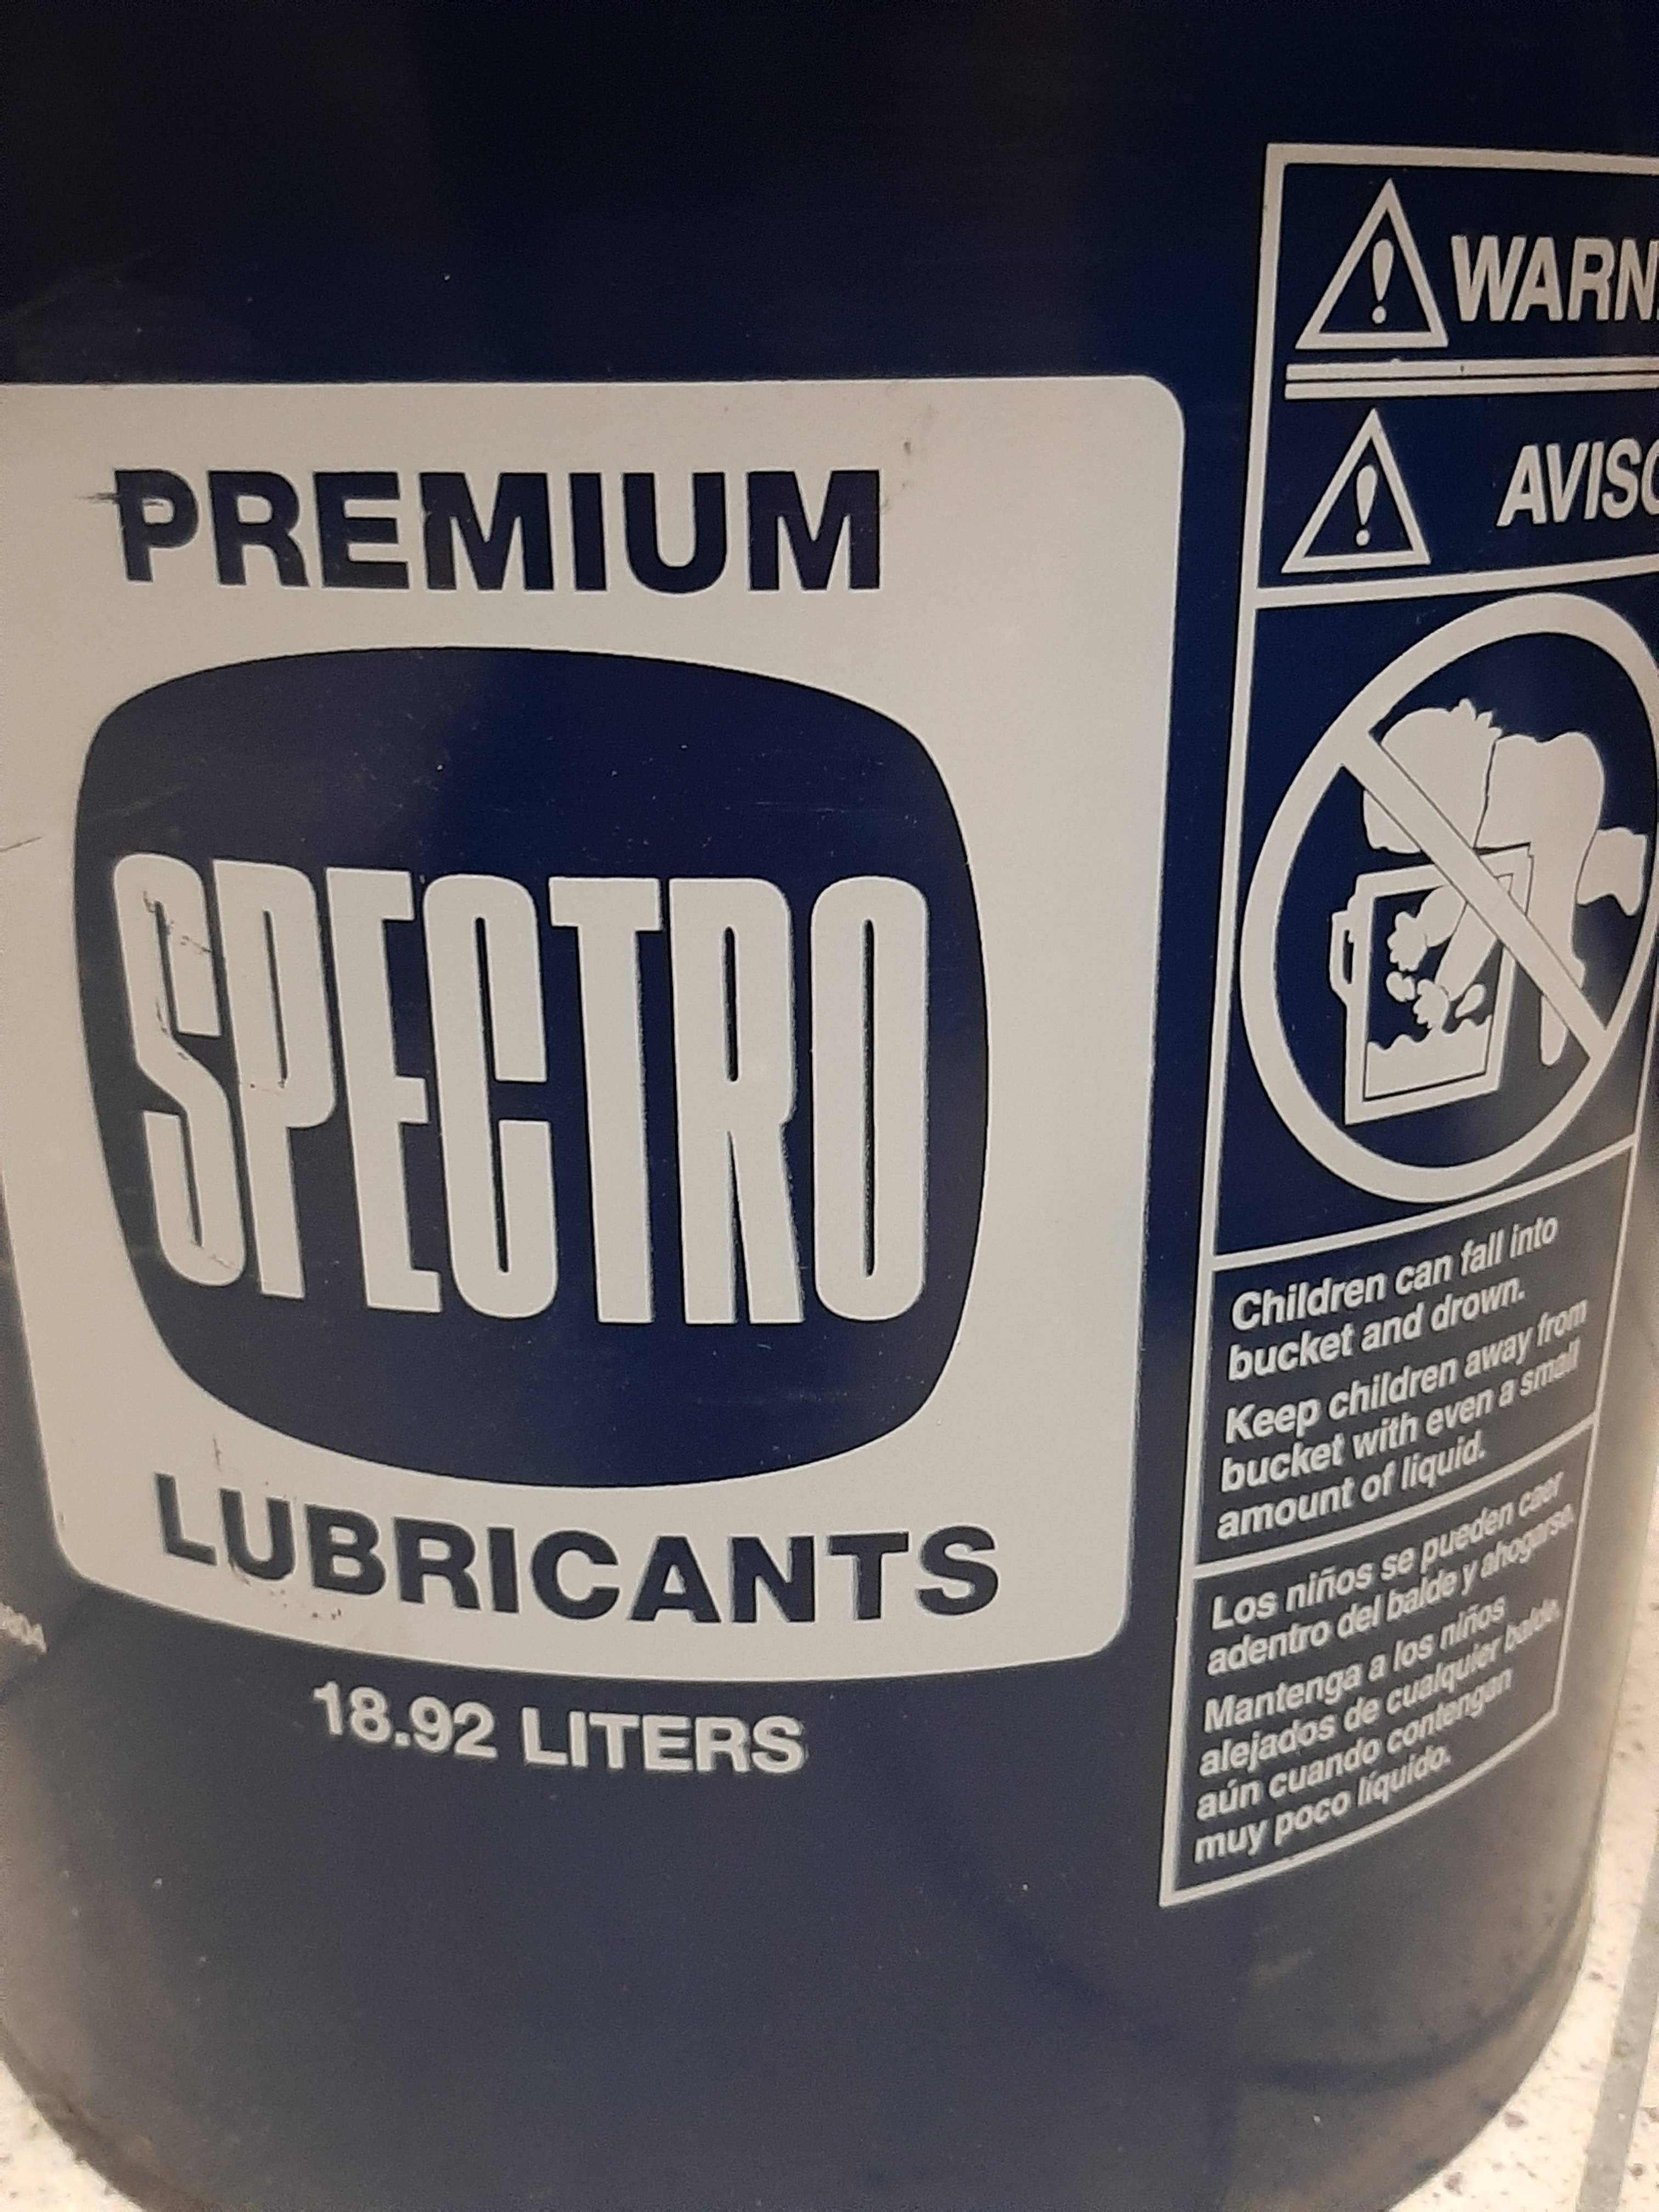 PREMIUM
SPECTRO
LUBRICANTS
18.92 LITERS
Children can fall into
bucket and drown.
Keep children away from
bucket with even a small
amount of liquid.
Los niños se pueden caer
adentro del balde y ahogarse.
Mantenga a los niños
alejados de cualquier balde,
aún cuando contengan
muy poco líquido.